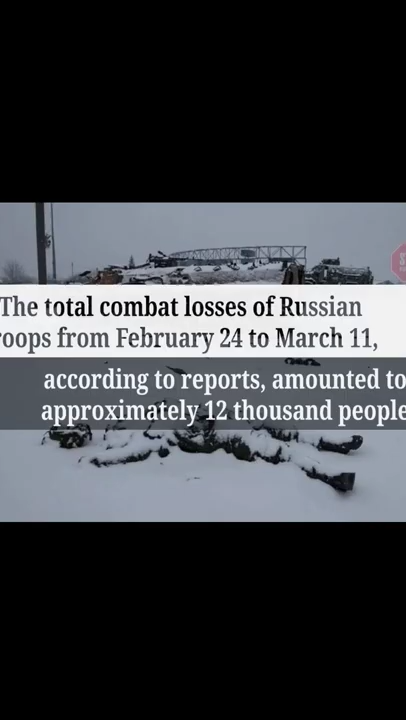 The total combat losses of Russian
roops from February 24 to March 11,
according to reports, amounted to
approximately 12 thousand people